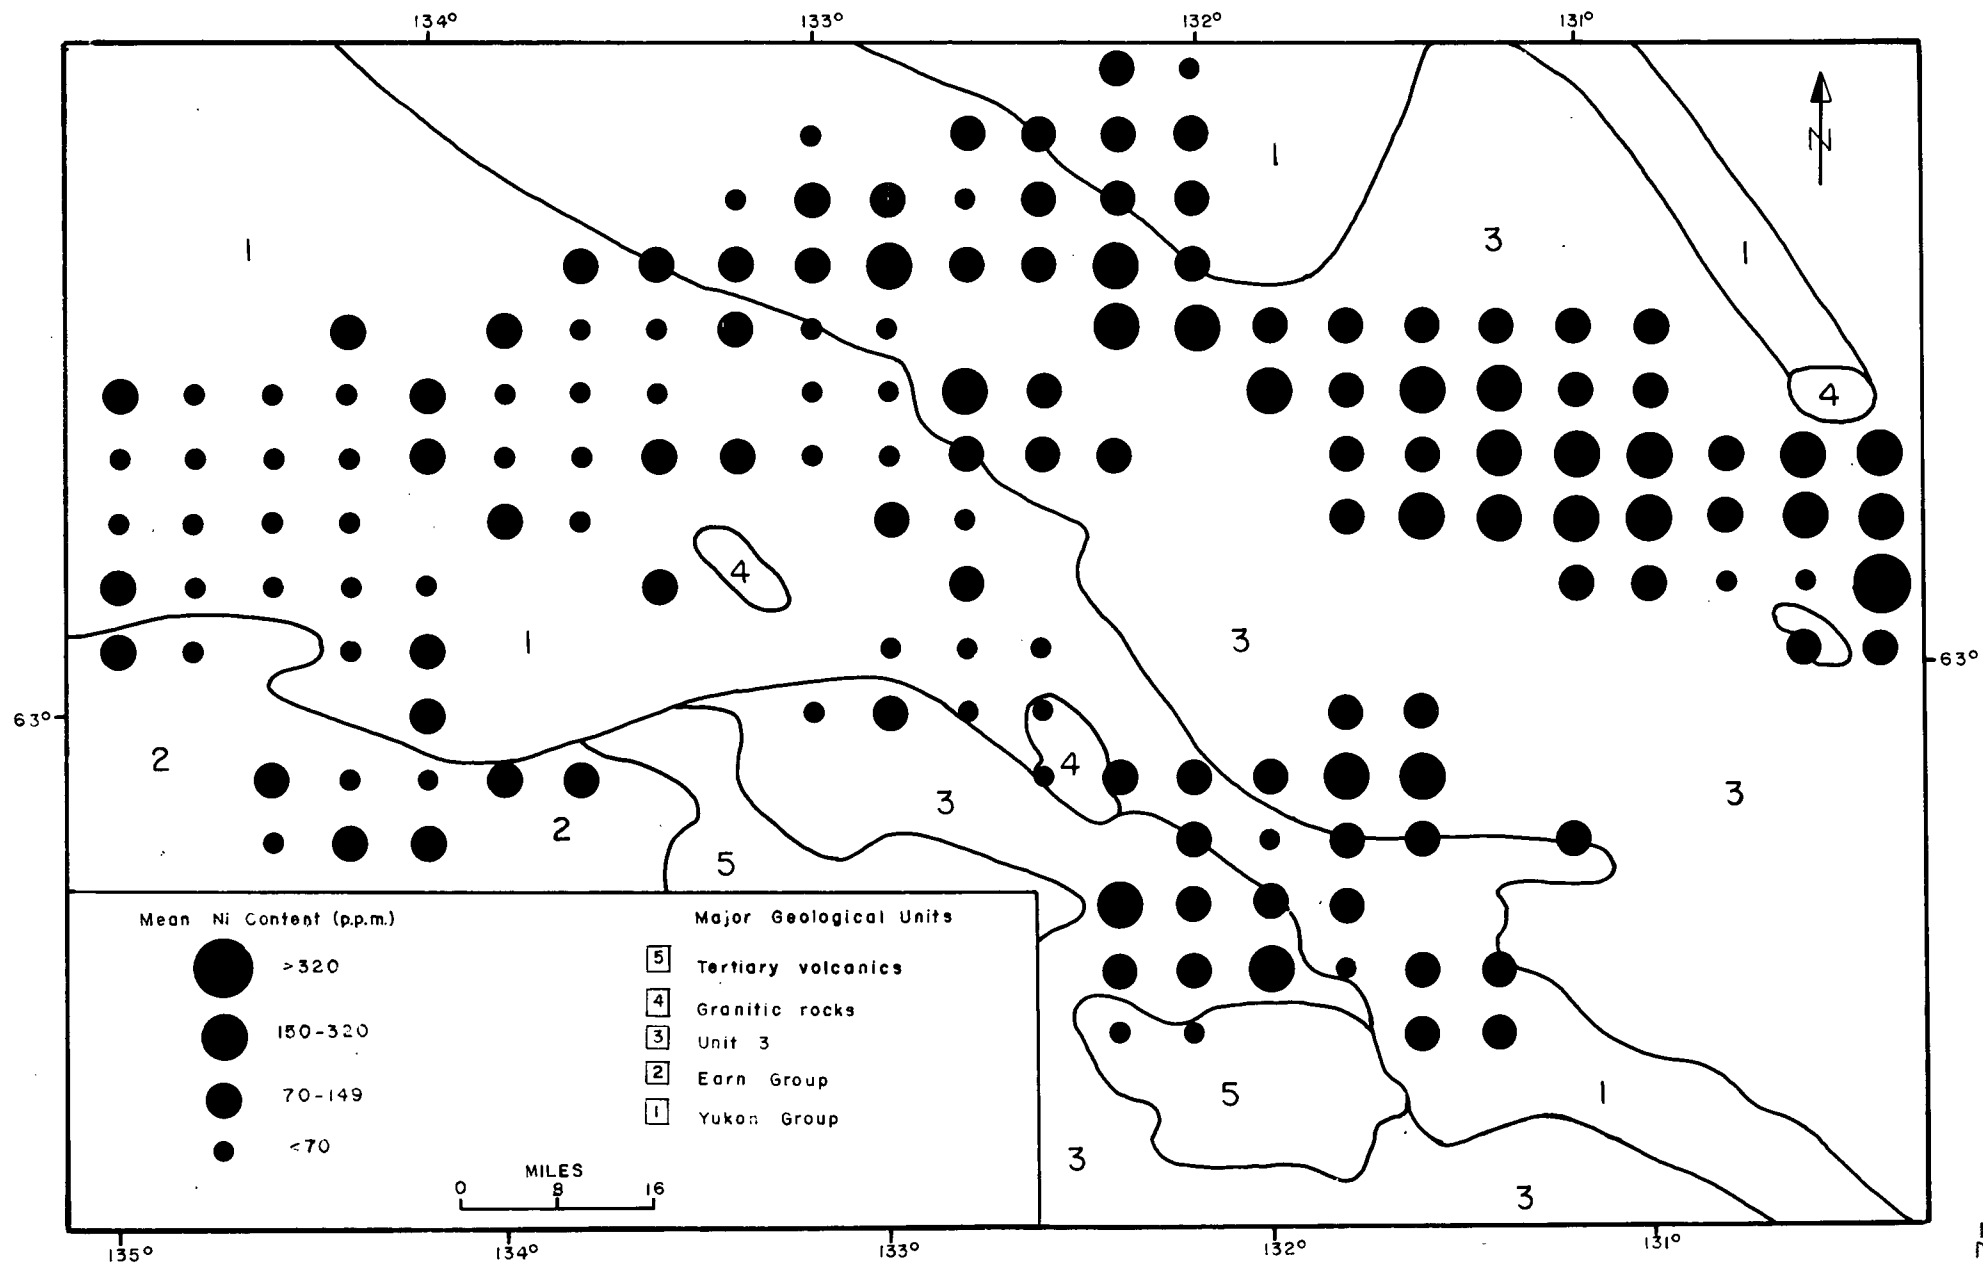 134° 133° 132° 131°
N
1
3
1
1
4
4
1
3
63°
63°
2
4
3
3
2
5
Mean Ni Content (p.p.m.)
>320
150-320
70-149
<70
MILES
0 8 16
Major Geological Units
5 Tertiary volcanics
4 Granitic rocks
3 Unit 3
2 Earn Group
1 Yukon Group
5
1
3
3
135° 134° 133° 132° 131°